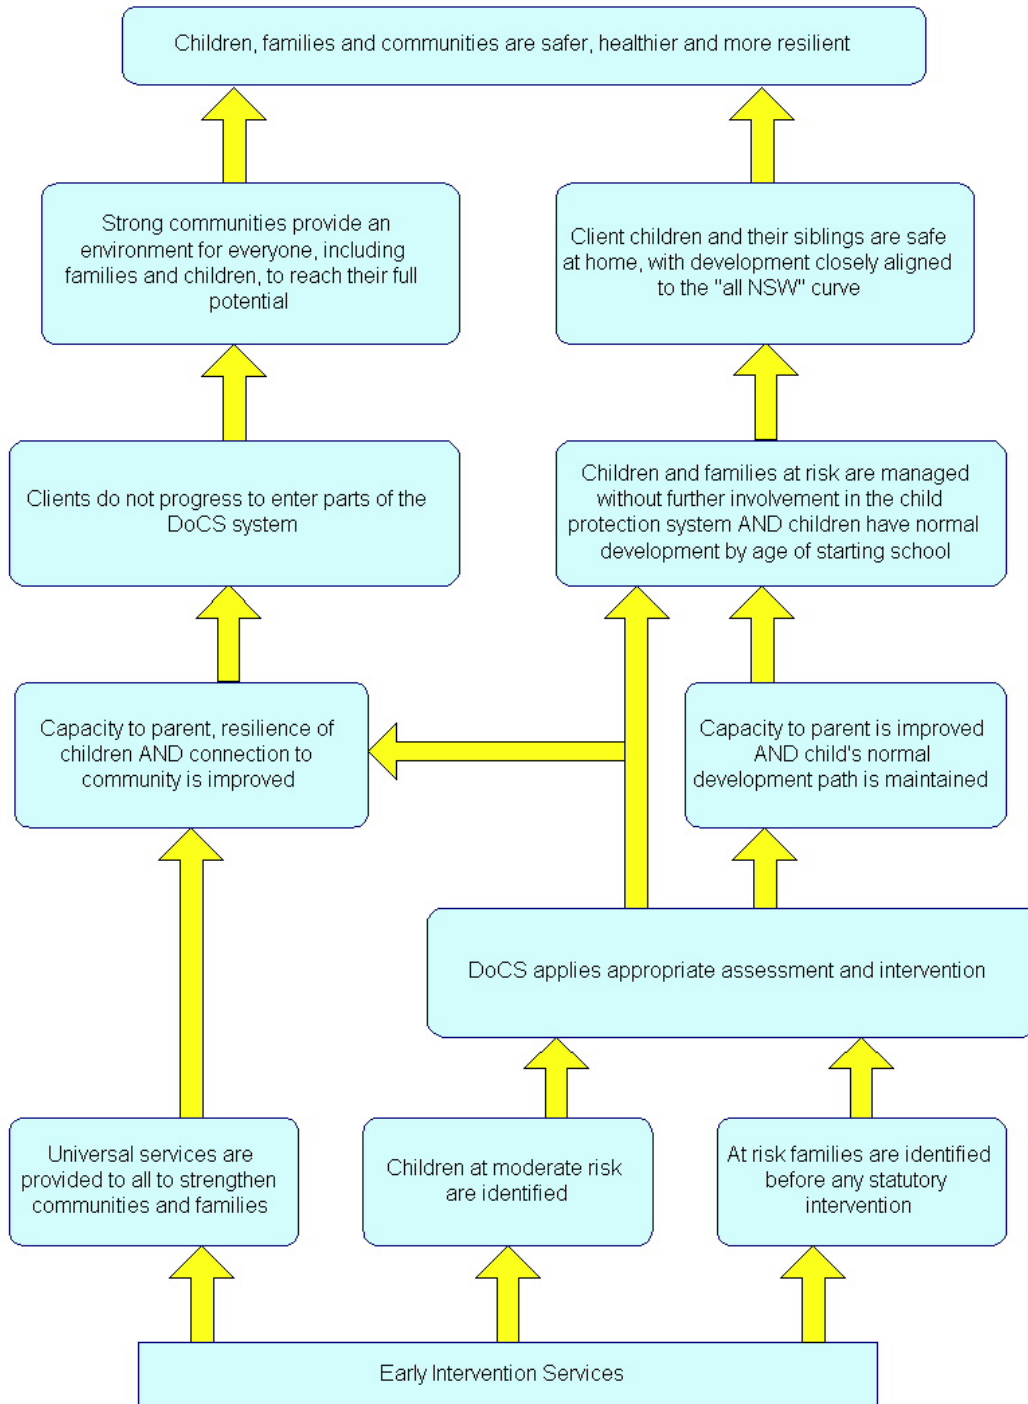 Children, families and communities are safer, healthier and more resilient
Strong communities provide an
environment for everyone, including
families and children, to reach their full
potential
Client children and their siblings are safe
at home, with development closely aligned
to the "all NSW" curve
Clients do not progress to enter parts of the
DoCS system
Children and families at risk are managed
without further involvement in the child
protection system AND children have normal
development by age of starting school
Capacity to parent, resilience of
children AND connection to
community is improved
Capacity to parent is improved
AND child's normal
development path is maintained
DoCS applies appropriate assessment and intervention
Universal services are
provided to all to strengthen
communities and families
Children at moderate risk
are identified
At risk families are identified
before any statutory
intervention
Early Intervention Services